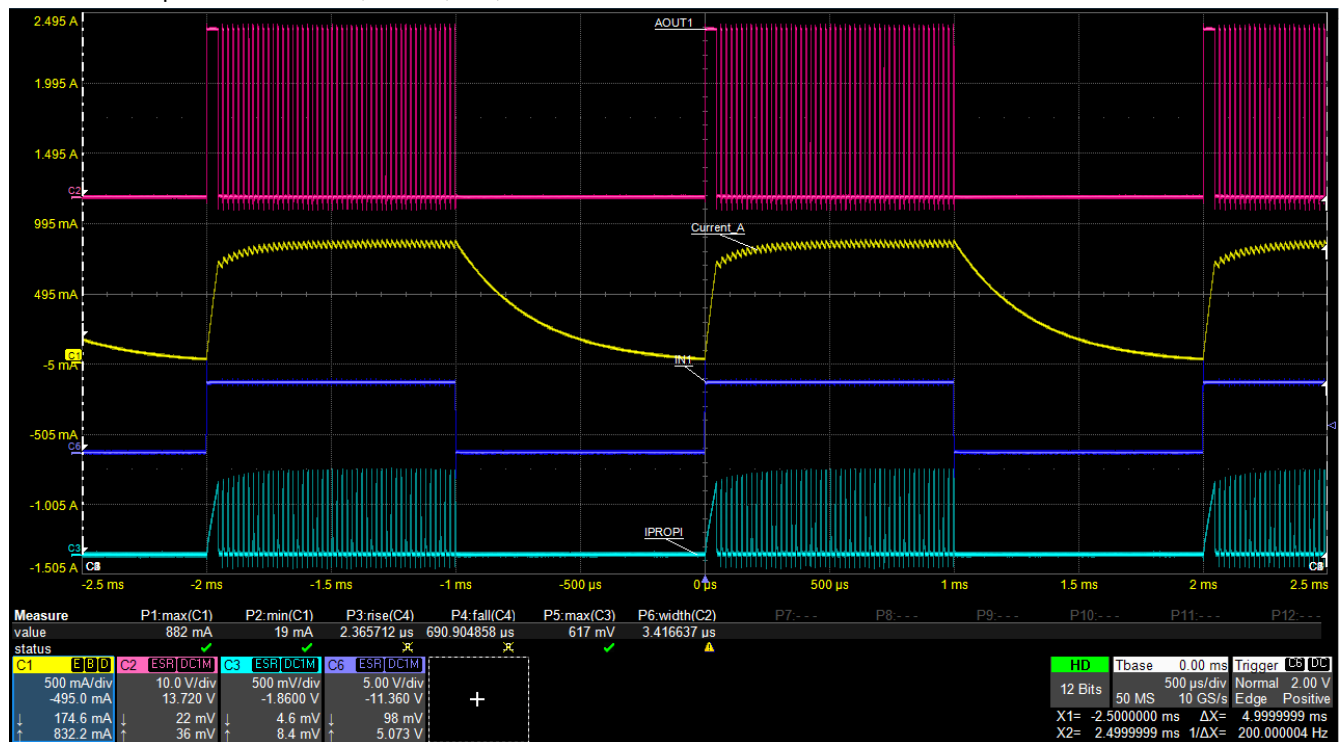 2.495 A
AOUT1
1.995 A
1.495 A
C2
995 mA
Current_A
495 mA
C1
-5 mA
IN1
-505 mA
C6
-1.005 A
IPROPI
C3
-1.505 A
-2.5 ms -2 ms -1.5 ms -1 ms -500 µs 0 µs 500 µs 1 ms 1.5 ms 2 ms 2.5 ms
Measure P1:max(C1) P2:min(C1) P3:rise(C4) P4:fall(C4) P5:max(C3) P6:width(C2) P7:- - - P8:- - - P9:- - - P10:- - - P11:- - - P12:- - -
value 882 mA 19 mA 2.365712 µs 690.904858 µs 617 mV 3.416637 µs
status
C1 E B D C2 ESR DC1M C3 ESR DC1M C6 ESR DC1M
500 mA/div 10.0 V/div 500 mV/div 5.00 V/div
-495.0 mA 13.720 V -1.8600 V -11.360 V
↓ 174.6 mA ↓ 22 mV ↓ 4.6 mV ↓ 98 mV
↑ 832.2 mA ↑ 36 mV ↑ 8.4 mV ↑ 5.073 V
+
HD Tbase 0.00 ms Trigger C6 DC
12 Bits 500 µs/div Normal 2.00 V
50 MS 10 GS/s Edge Positive
X1= -2.5000000 ms ΔX= 4.9999999 ms
X2= 2.4999999 ms 1/ΔX= 200.000004 Hz